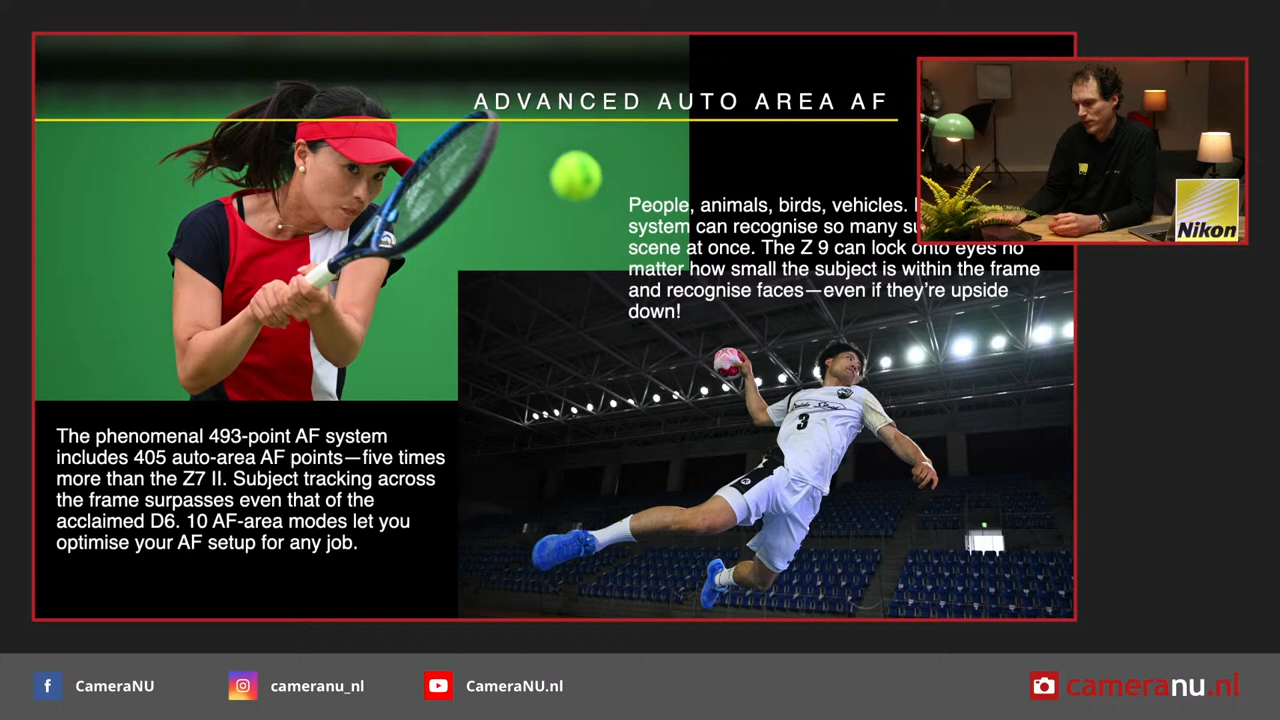 ADVANCED AUTO AREA AF
People, animals, birds, vehicles.
system can recognise so many
scene at once. The Z 9 can lock onto eyes no
matter how small the subject is within the frame
and recognise faces—even if they're upside
down!
Nikon
3
The phenomenal 493-point AF system
includes 405 auto-area AF points—five times
more than the Z7 II. Subject tracking across
the frame surpasses even that of the
acclaimed D6. 10 AF-area modes let you
optimise your AF setup for any job.
CameraNU
cameranu_nl
CameraNU.nl
cameranu.nl